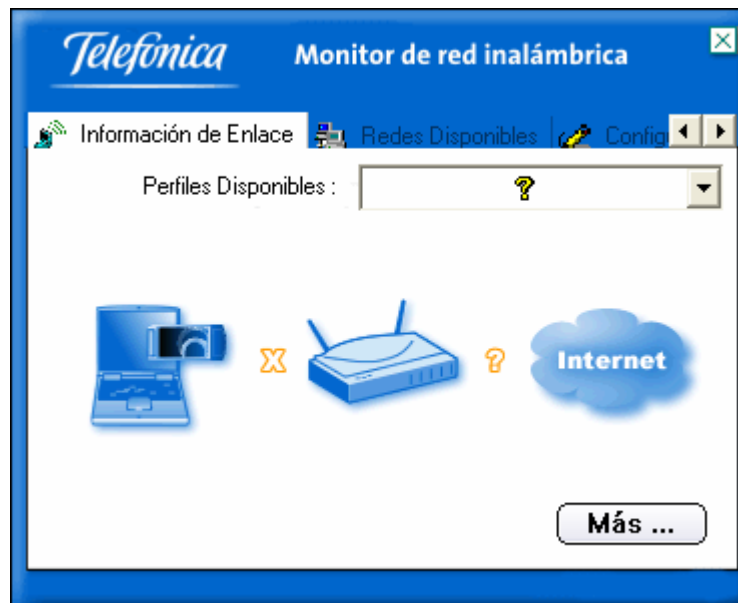 Telefónica
Monitor de red inalámbrica
Información de Enlace
Redes Disponibles
Config
Perfiles Disponibles :
?
X
?
Internet
Más ...